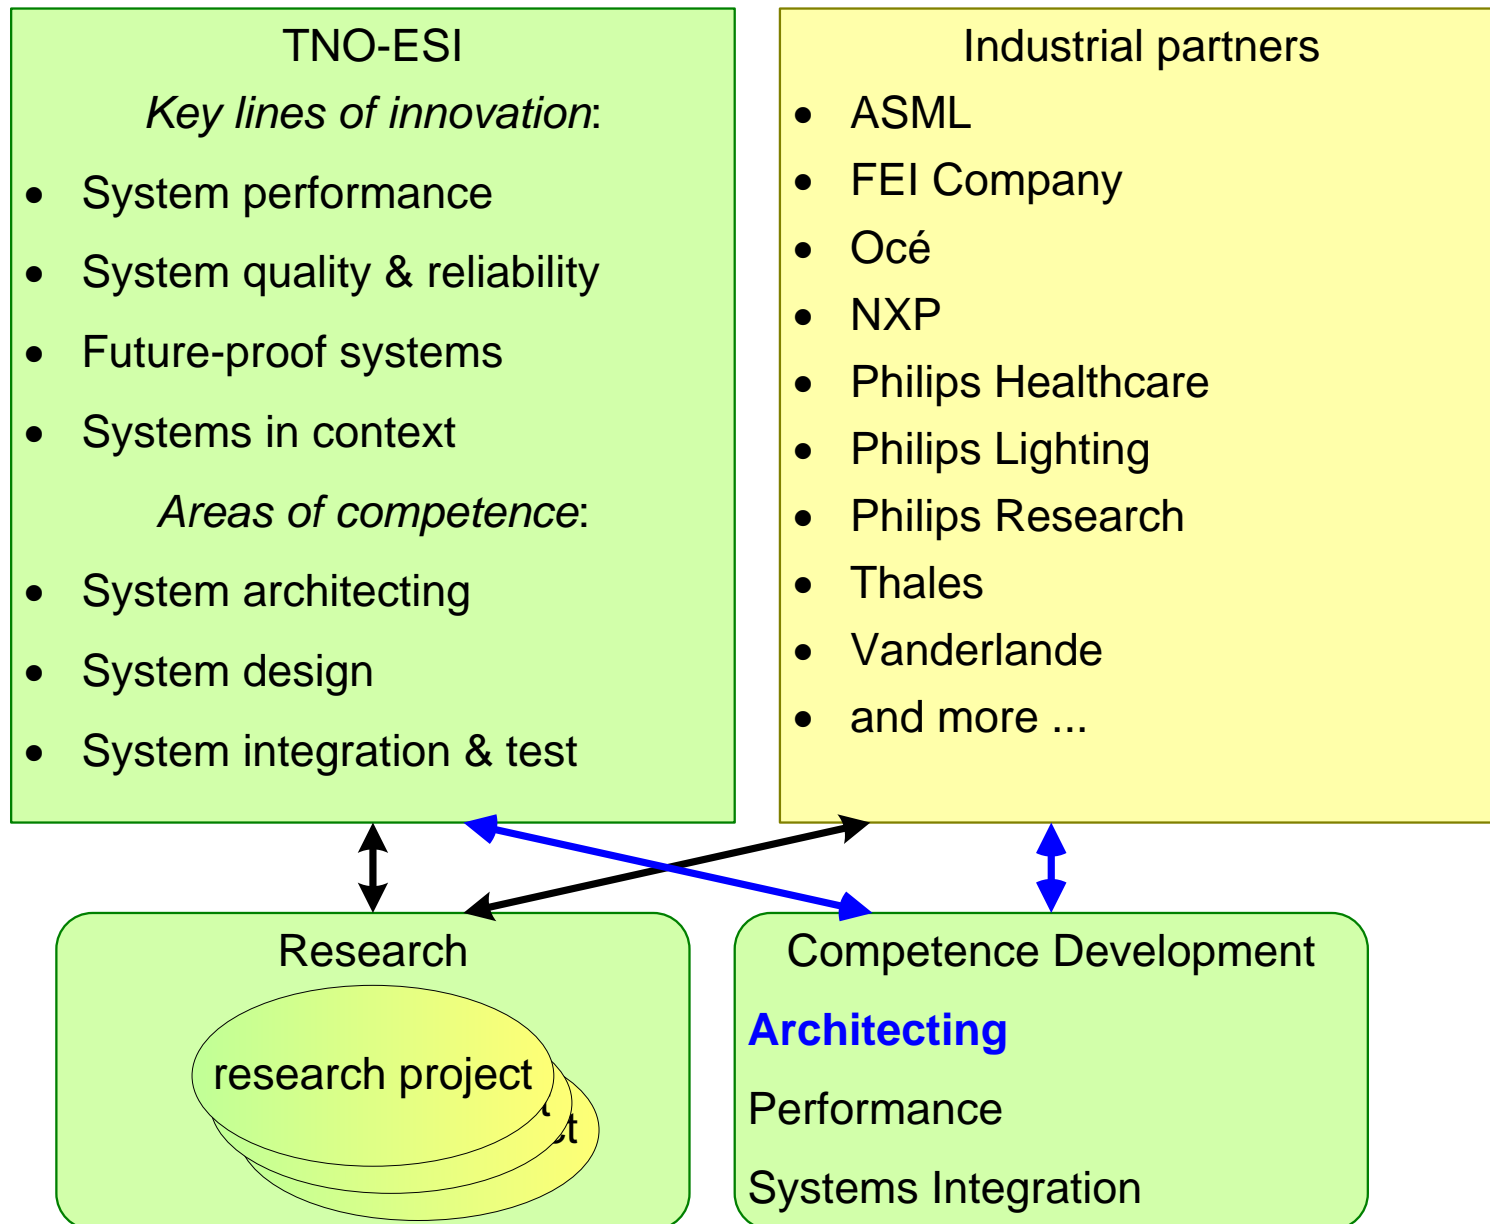 TNO-ESI
Key lines of innovation:
• System performance
• System quality & reliability
• Future-proof systems
• Systems in context
Areas of competence:
• System architecting
• System design
• System integration & test
Industrial partners
• ASML
• FEI Company
• Océ
• NXP
• Philips Healthcare
• Philips Lighting
• Philips Research
• Thales
• Vanderlande
• and more ...
Research
research project
Competence Development
Architecting
Performance
Systems Integration